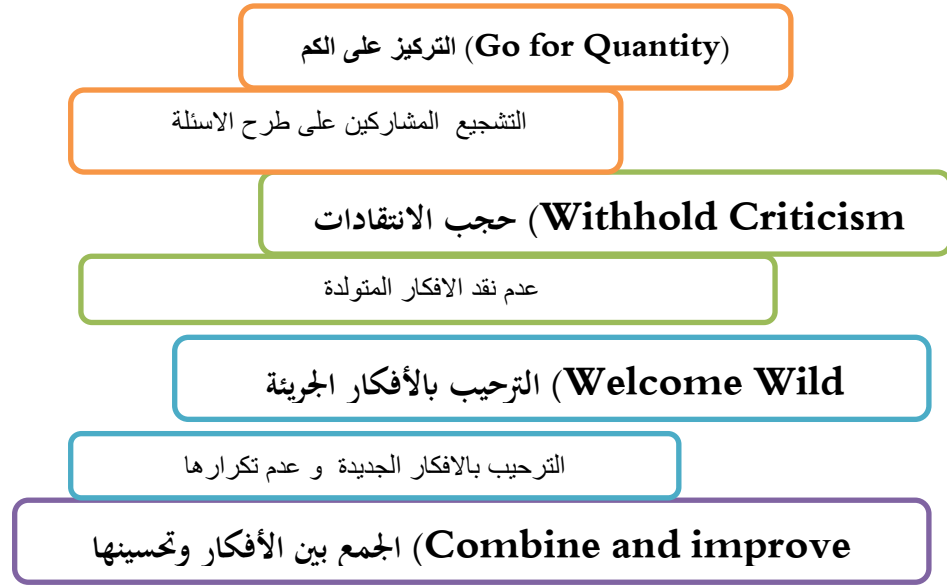 (Go for Quantity) التركيز على الكم
التشجيع المشاركين على طرح الاسئلة
Withhold Criticism) حجب الانتقادات
عدم نقد الافكار المتولدة
Welcome Wild) الترحيب بالأفكار الجريئة
الترحيب بالافكار الجديدة و عدم تكرارها
Combine and improve) الجمع بين الأفكار وتحسينها